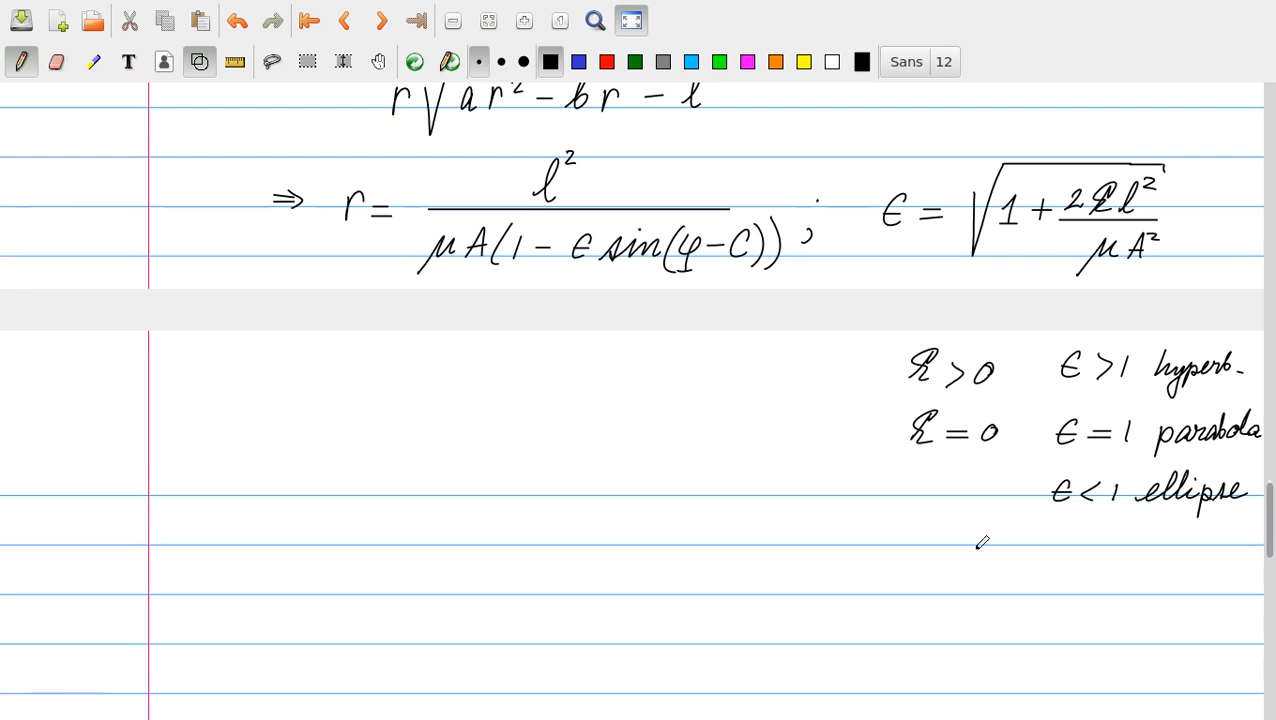 Sans 12
r√(ar² − br − l
⇒ r = l² / μA(1 − ϵ sin(φ−C)) ; ϵ = √(1 + 2ℰl² / μA²)
ℰ > 0 ϵ > 1 hyperb.
ℰ = 0 ϵ = 1 parabola
ϵ < 1 ellipse